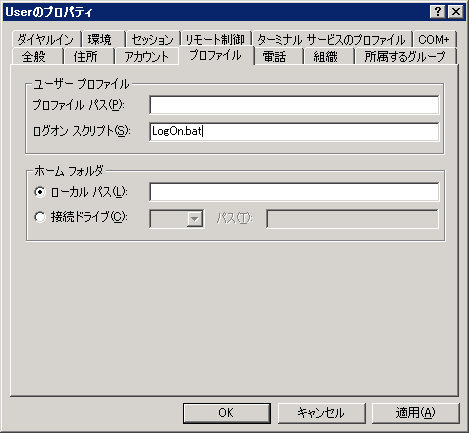 Userのプロパティ
ダイヤルイン 環境 セッション リモート制御 ターミナル サービスのプロファイル COM+
全般 住所 アカウント プロファイル 電話 組織 所属するグループ
ユーザー プロファイル
プロファイル パス(P):
ログオン スクリプト(S): LogOn.bat
ホーム フォルダ
ローカル パス(L):
接続ドライブ(C): パス(T):
OK キャンセル 適用(A)